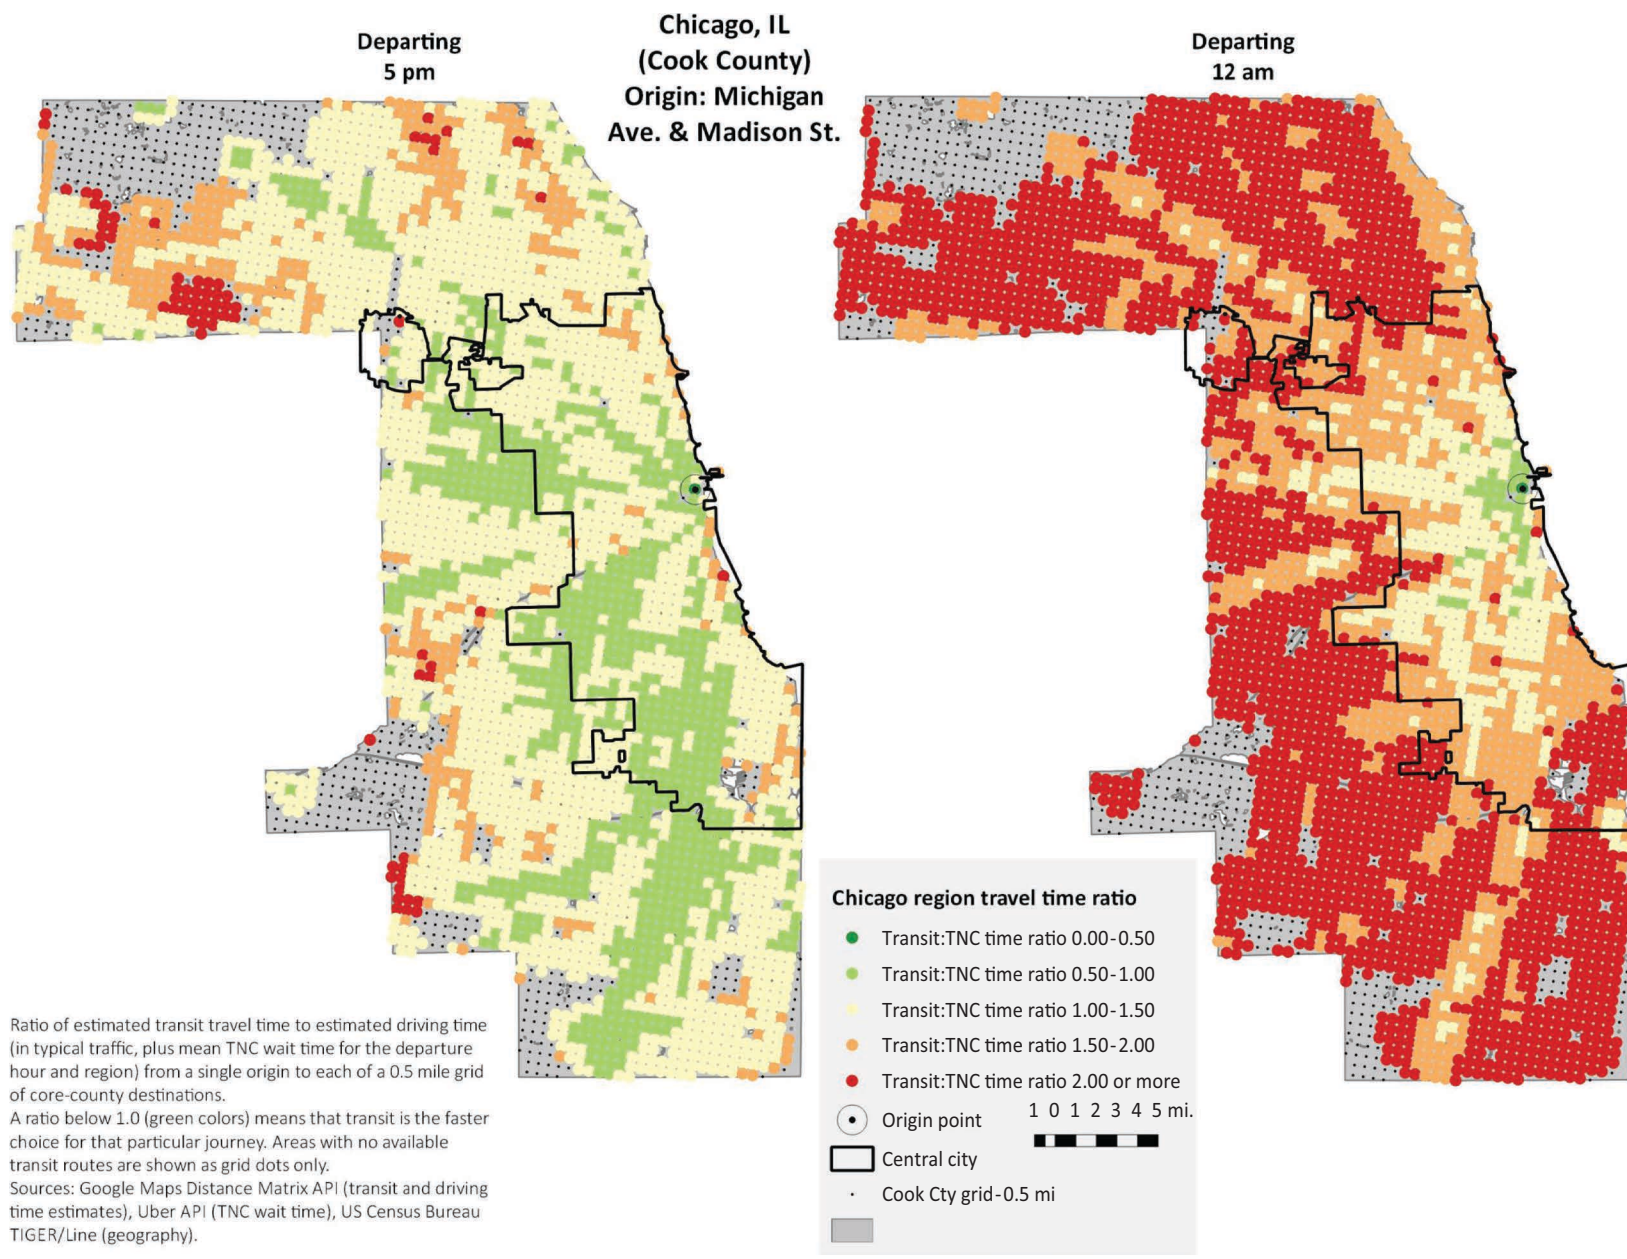 Chicago, IL
(Cook County)
Origin: Michigan
Ave. & Madison St.
Departing
5 pm
Departing
12 am
Ratio of estimated transit travel time to estimated driving time
(in typical traffic, plus mean TNC wait time for the departure
hour and region) from a single origin to each of a 0.5 mile grid
of core-county destinations.
A ratio below 1.0 (green colors) means that transit is the faster
choice for that particular journey. Areas with no available
transit routes are shown as grid dots only.
Sources: Google Maps Distance Matrix API (transit and driving
time estimates), Uber API (TNC wait time), US Census Bureau
TIGER/Line (geography).
Chicago region travel time ratio
Transit:TNC time ratio 0.00-0.50
Transit:TNC time ratio 0.50-1.00
Transit:TNC time ratio 1.00-1.50
Transit:TNC time ratio 1.50-2.00
Transit:TNC time ratio 2.00 or more
Origin point
1 0 1 2 3 4 5 mi.
Central city
Cook Cty grid-0.5 mi